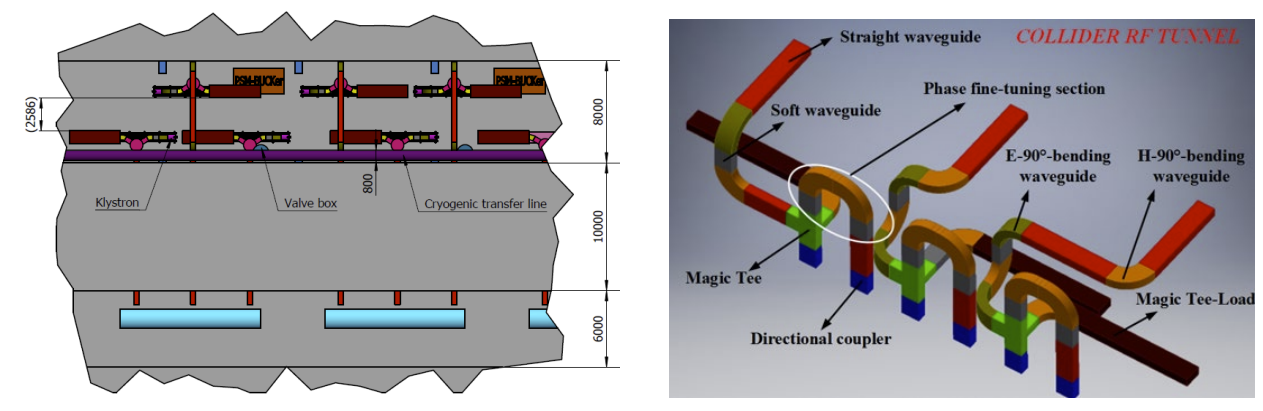 PSM-BUCKer
PSM-BUCKer
(2586)
8000
800
Klystron
Valve box
Cryogenic transfer line
10000
6000
COLLIDER RF TUNNEL
Straight waveguide
Phase fine-tuning section
Soft waveguide
E-90°-bending
waveguide
H-90°-bending
waveguide
Magic Tee
Magic Tee-Load
Directional coupler